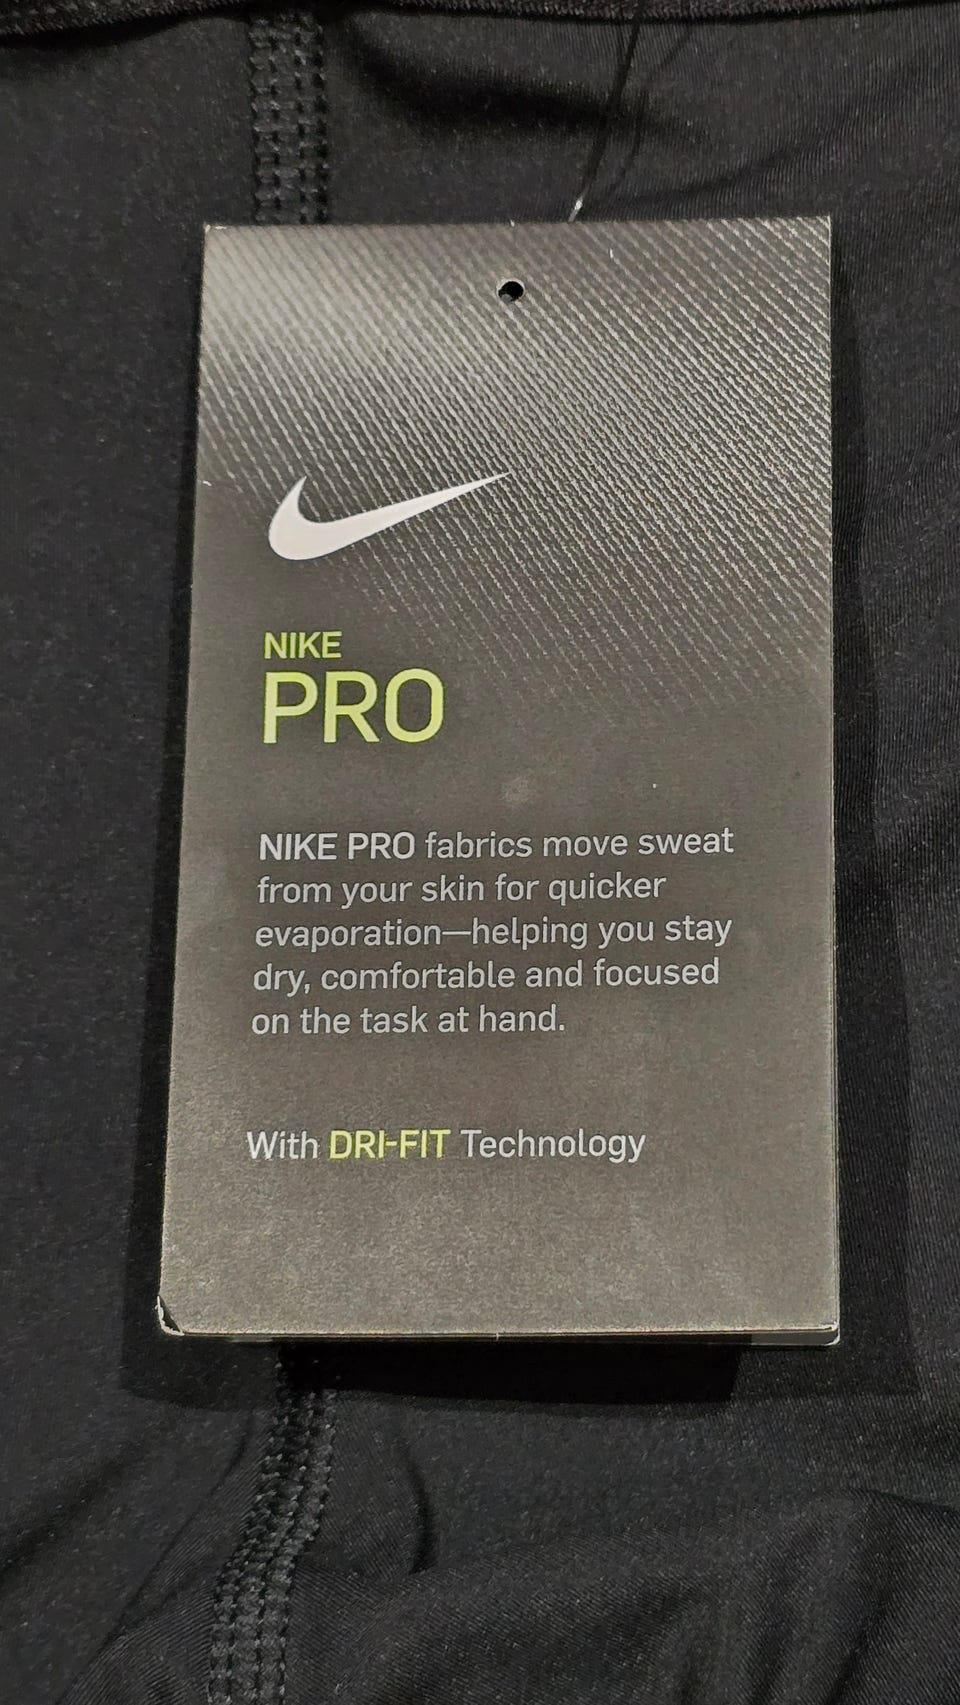 NIKE
PRO
NIKE PRO fabrics move sweat
from your skin for quicker
evaporation—helping you stay
dry, comfortable and focused
on the task at hand.
With DRI-FIT Technology